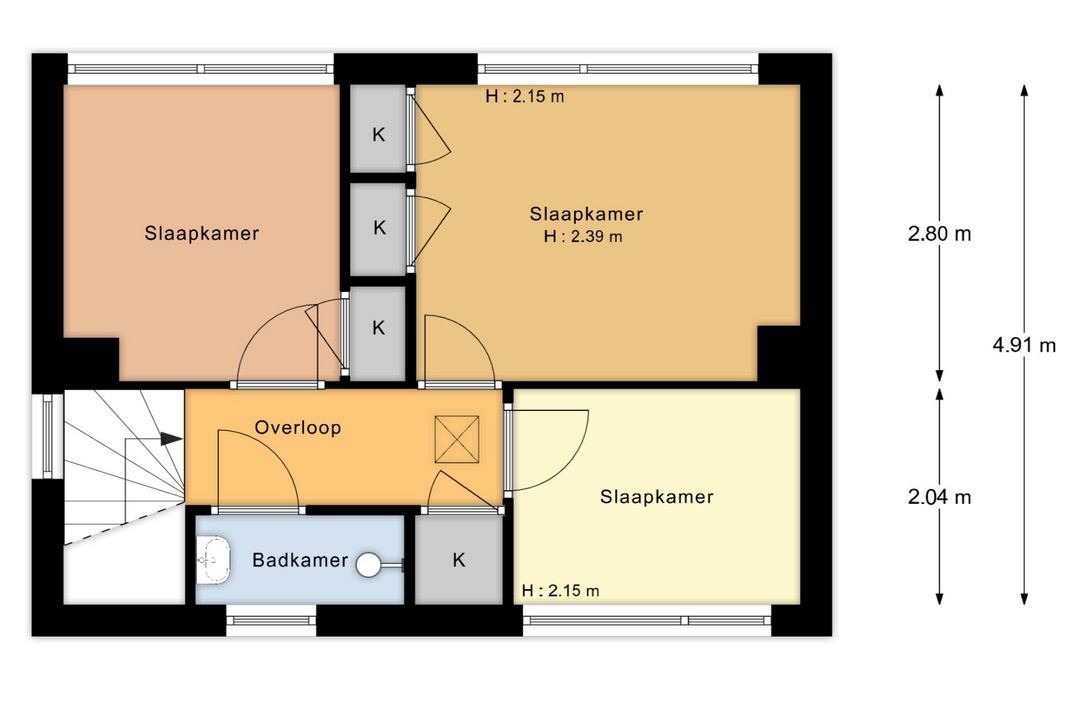 H : 2.15 m
K
Slaapkamer
H : 2.39 m
K
Slaapkamer
2.80 m
K
4.91 m
Overloop
Slaapkamer
2.04 m
Badkamer
K
H : 2.15 m